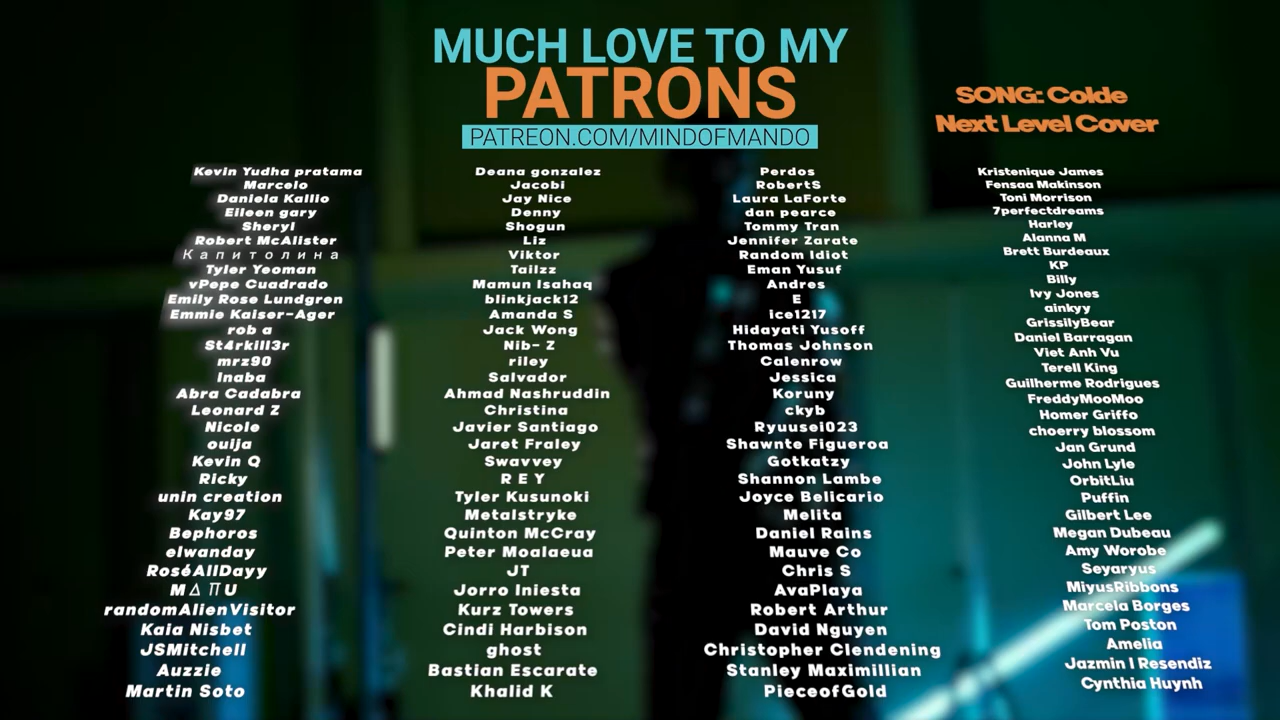 MUCH LOVE TO MY
PATRONS
PATREON.COM/MINDOFMANDO
SONG: Colde
Next Level Cover
Kevin Yudha pratama
Marcelo
Daniela Kallio
Eileen gary
Sheryl
Robert McAlister
Капитолина
Tyler Yeoman
vPepe Cuadrado
Emily Rose Lundgren
Emmie Kaiser-Ager
rob a
St4rkill3r
mrz90
Inaba
Abra Cadabra
Leonard Z
Nicole
ouija
Kevin Q
Ricky
unin creation
Kay97
Bephoros
elwanday
RoséAllDayy
M∆ΠU
randomAlienVisitor
Kaia Nisbet
JSMitchell
Auzzie
Martin Soto
Deana gonzalez
Jacobi
Jay Nice
Denny
Shogun
Liz
Viktor
Tailzz
Mamun Isahaq
blinkjack12
Amanda S
Jack Wong
Nib- Z
riley
Salvador
Ahmad Nashruddin
Christina
Javier Santiago
Jaret Fraley
Swavvey
R E Y
Tyler Kusunoki
Metalstryke
Quinton McCray
Peter Moalaeua
JT
Jorro Iniesta
Kurz Towers
Cindi Harbison
ghost
Bastian Escarate
Khalid K
Perdos
RobertS
Laura LaForte
dan pearce
Tommy Tran
Jennifer Zarate
Random Idiot
Eman Yusuf
Andres
E
ice1217
Hidayati Yusoff
Thomas Johnson
Calenrow
Jessica
Koruny
ckyb
Ryuusei023
Shawnte Figueroa
Gotkatzy
Shannon Lambe
Joyce Belicario
Melita
Daniel Rains
Mauve Co
Chris S
AvaPlaya
Robert Arthur
David Nguyen
Christopher Clendening
Stanley Maximillian
PieceofGold
Kristenique James
Fensaa Makinson
Toni Morrison
7perfectdreams
Harley
Alanna M
Brett Burdeaux
KP
Billy
Ivy Jones
ainkyy
GrissilyBear
Daniel Barragan
Viet Anh Vu
Terell King
Guilherme Rodrigues
FreddyMooMoo
Homer Griffo
choerry blossom
Jan Grund
John Lyle
OrbitLiu
Puffin
Gilbert Lee
Megan Dubeau
Amy Worobe
Seyaryus
MiyusRibbons
Marcela Borges
Tom Poston
Amelia
Jazmin I Resendiz
Cynthia Huynh